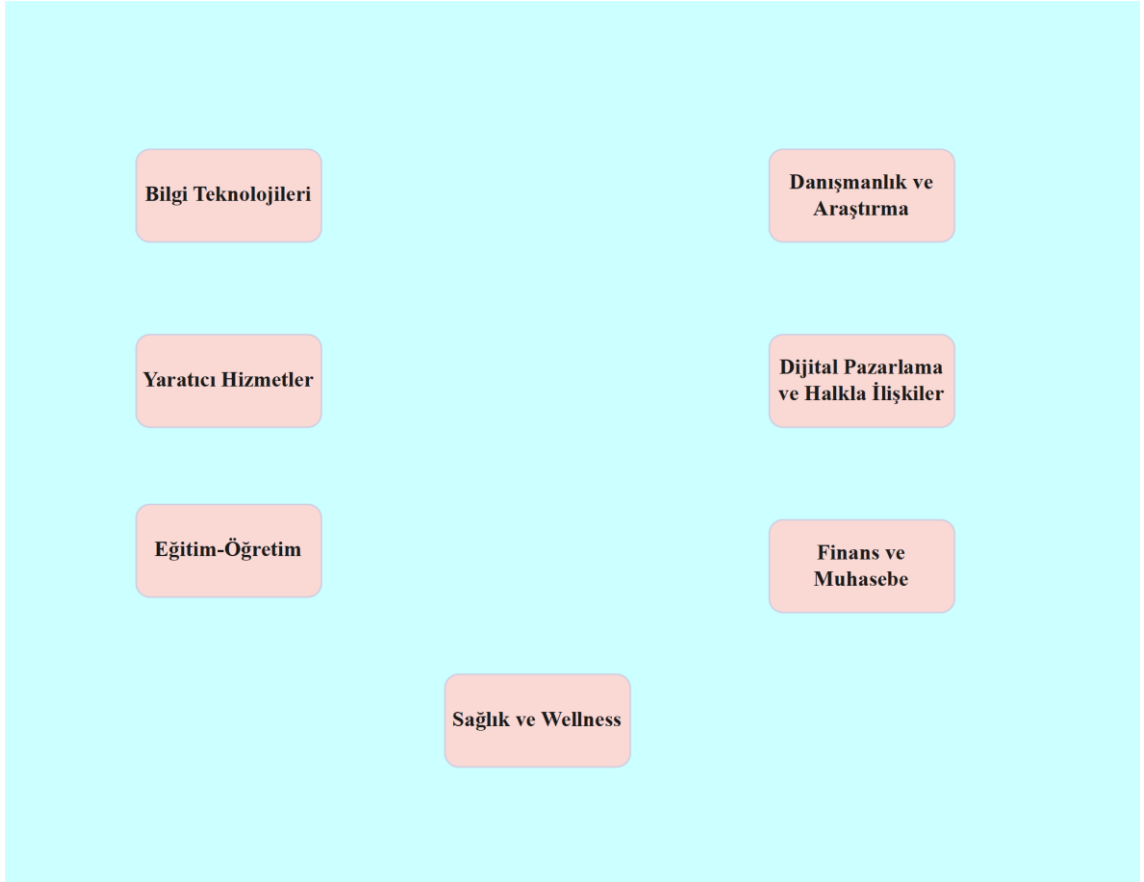 Bilgi Teknolojileri
Danışmanlık ve
Araştırma
Yaratıcı Hizmetler
Dijital Pazarlama
ve Halkla İlişkiler
Eğitim-Öğretim
Finans ve
Muhasebe
Sağlık ve Wellness